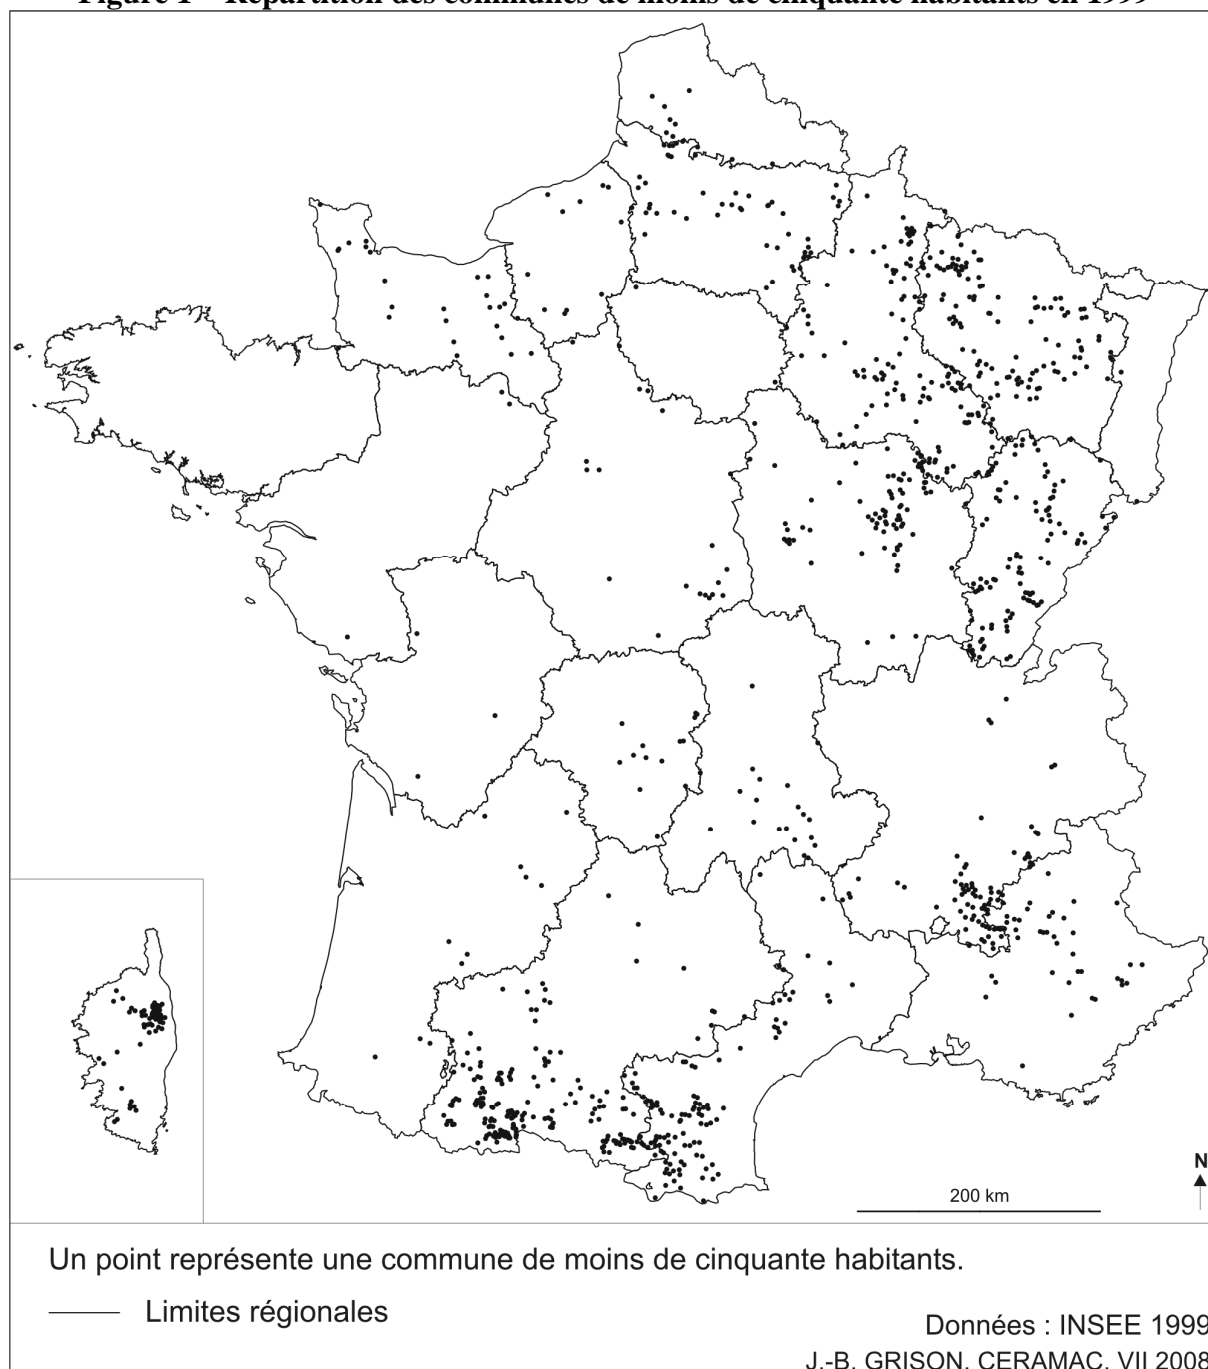 Figure 1 – Répartition des communes de moins de cinquante habitants en 1999
N
200 km
Un point représente une commune de moins de cinquante habitants.
Limites régionales
Données : INSEE 1999
J.-B. GRISON, CERAMAC, VII 2008